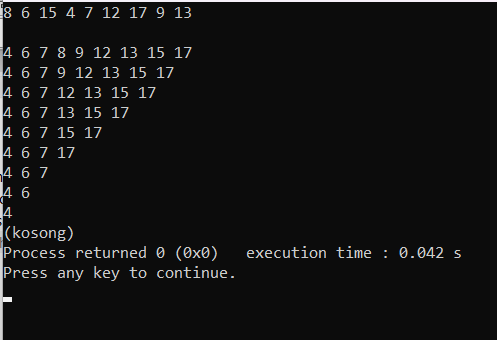 8 6 15 4 7 12 17 9 13
4 6 7 8 9 12 13 15 17
4 6 7 9 12 13 15 17
4 6 7 12 13 15 17
4 6 7 13 15 17
4 6 7 15 17
4 6 7 17
4 6 7
4 6
4
(kosong)
Process returned 0 (0x0)   execution time : 0.042 s
Press any key to continue.